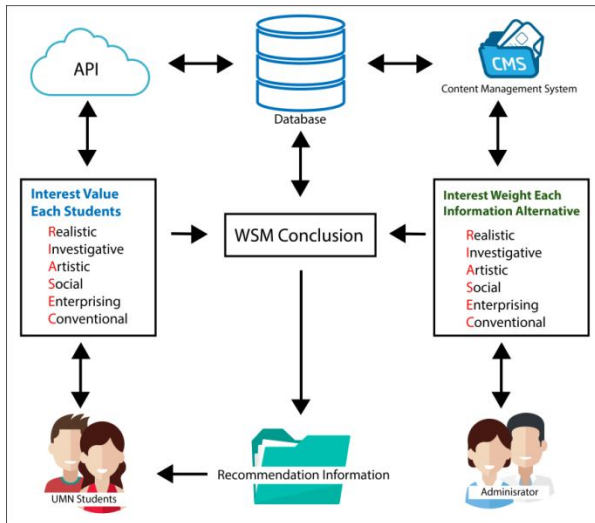 API
Database
CMS
Content Management System
Interest Value
Each Students
Realistic
Investigative
Artistic
Social
Enterprising
Conventional
WSM Conclusion
Interest Weight Each
Information Alternative
Realistic
Investigative
Artistic
Social
Enterprising
Conventional
UMN Students
Recommendation Information
Adminisrator